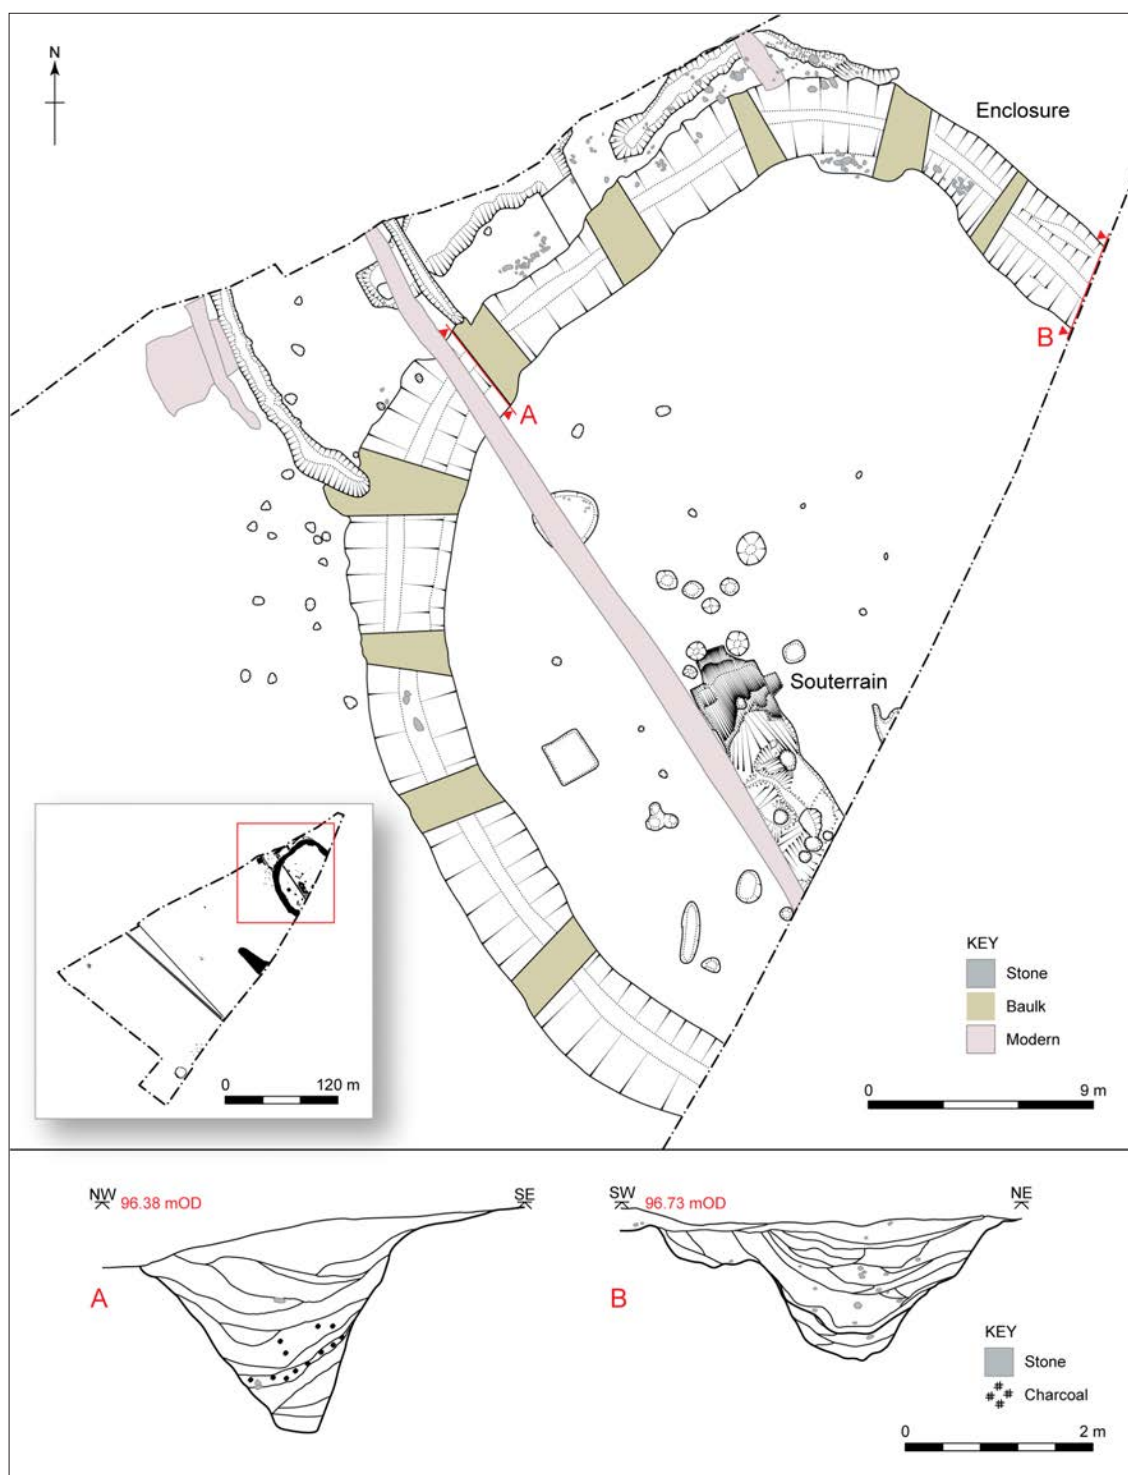 N
Enclosure
B
A
Souterrain
KEY
Stone
Baulk
Modern
0 120 m
0 9 m
NW 96.38 mOD SE
A
SW 96.73 mOD NE
B
KEY
Stone
Charcoal
0 2 m